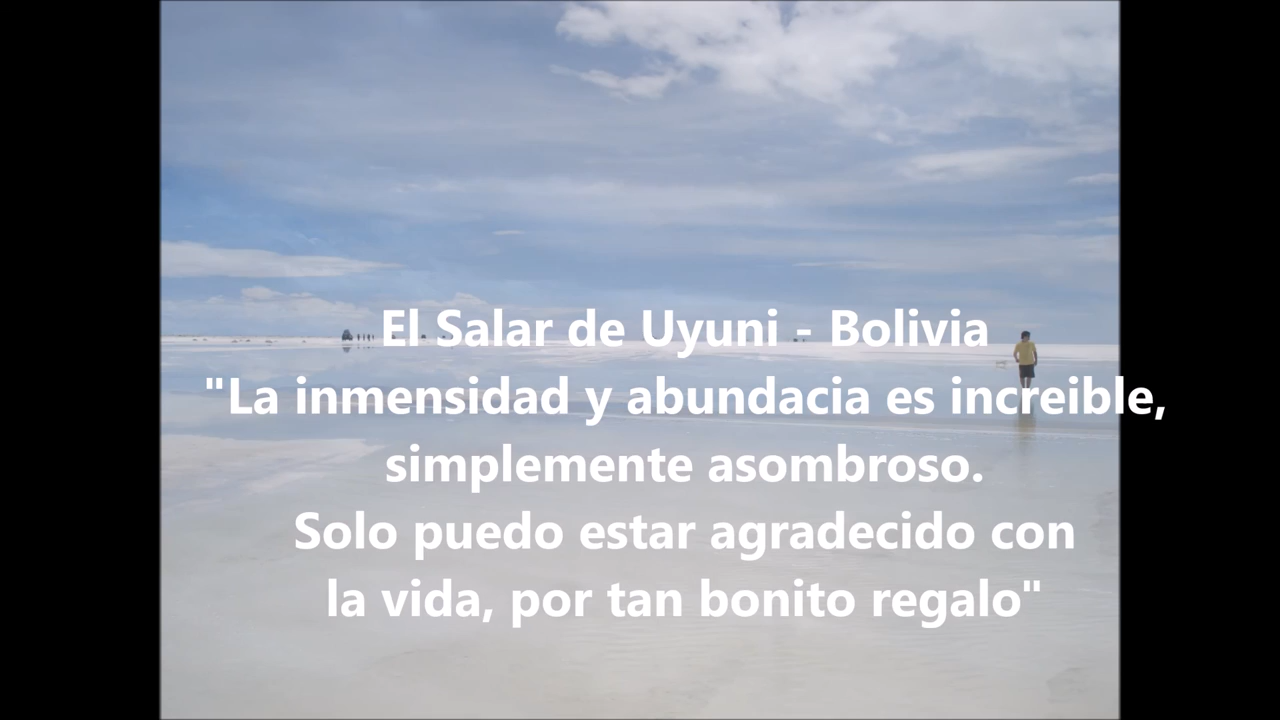 El Salar de Uyuni - Bolivia
"La inmensidad y abundacia es increible,
simplemente asombroso.
Solo puedo estar agradecido con
la vida, por tan bonito regalo"